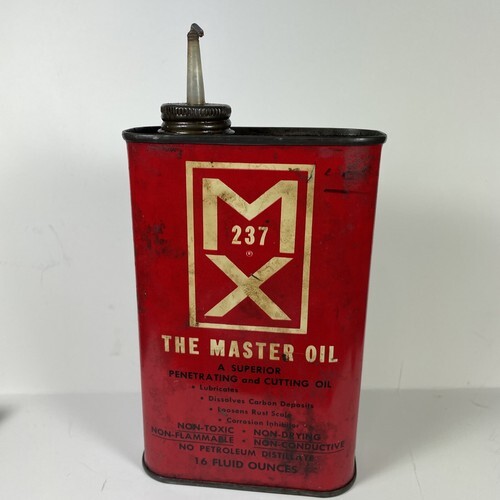 M
237
®
X
THE MASTER OIL
A SUPERIOR
PENETRATING and CUTTING OIL
• Lubricates
• Dissolves Carbon Deposits
• Loosens Rust Scale
• Corrosion Inhibitor
NON-TOXIC • NON-DRYING
NON-FLAMMABLE • NON-CONDUCTIVE
NO PETROLEUM DISTILLATE
16 FLUID OUNCES